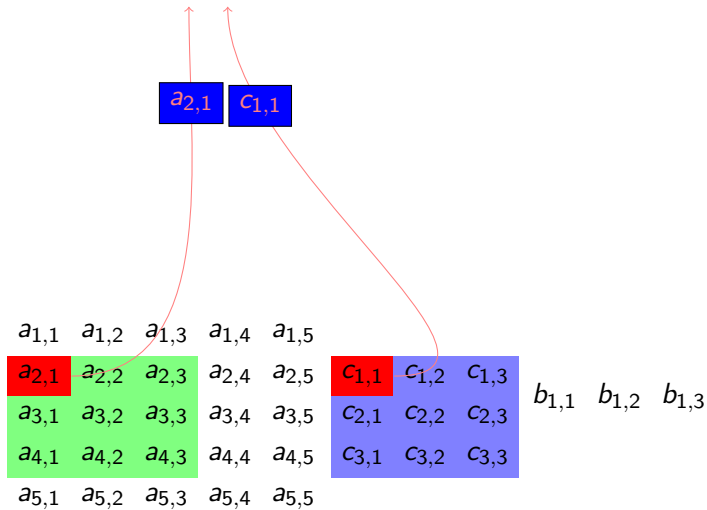 a2,1 c1,1
a1,1 a1,2 a1,3 a1,4 a1,5
a2,1 a2,2 a2,3 a2,4 a2,5 c1,1 c1,2 c1,3
a3,1 a3,2 a3,3 a3,4 a3,5 c2,1 c2,2 c2,3 b1,1 b1,2 b1,3
a4,1 a4,2 a4,3 a4,4 a4,5 c3,1 c3,2 c3,3
a5,1 a5,2 a5,3 a5,4 a5,5